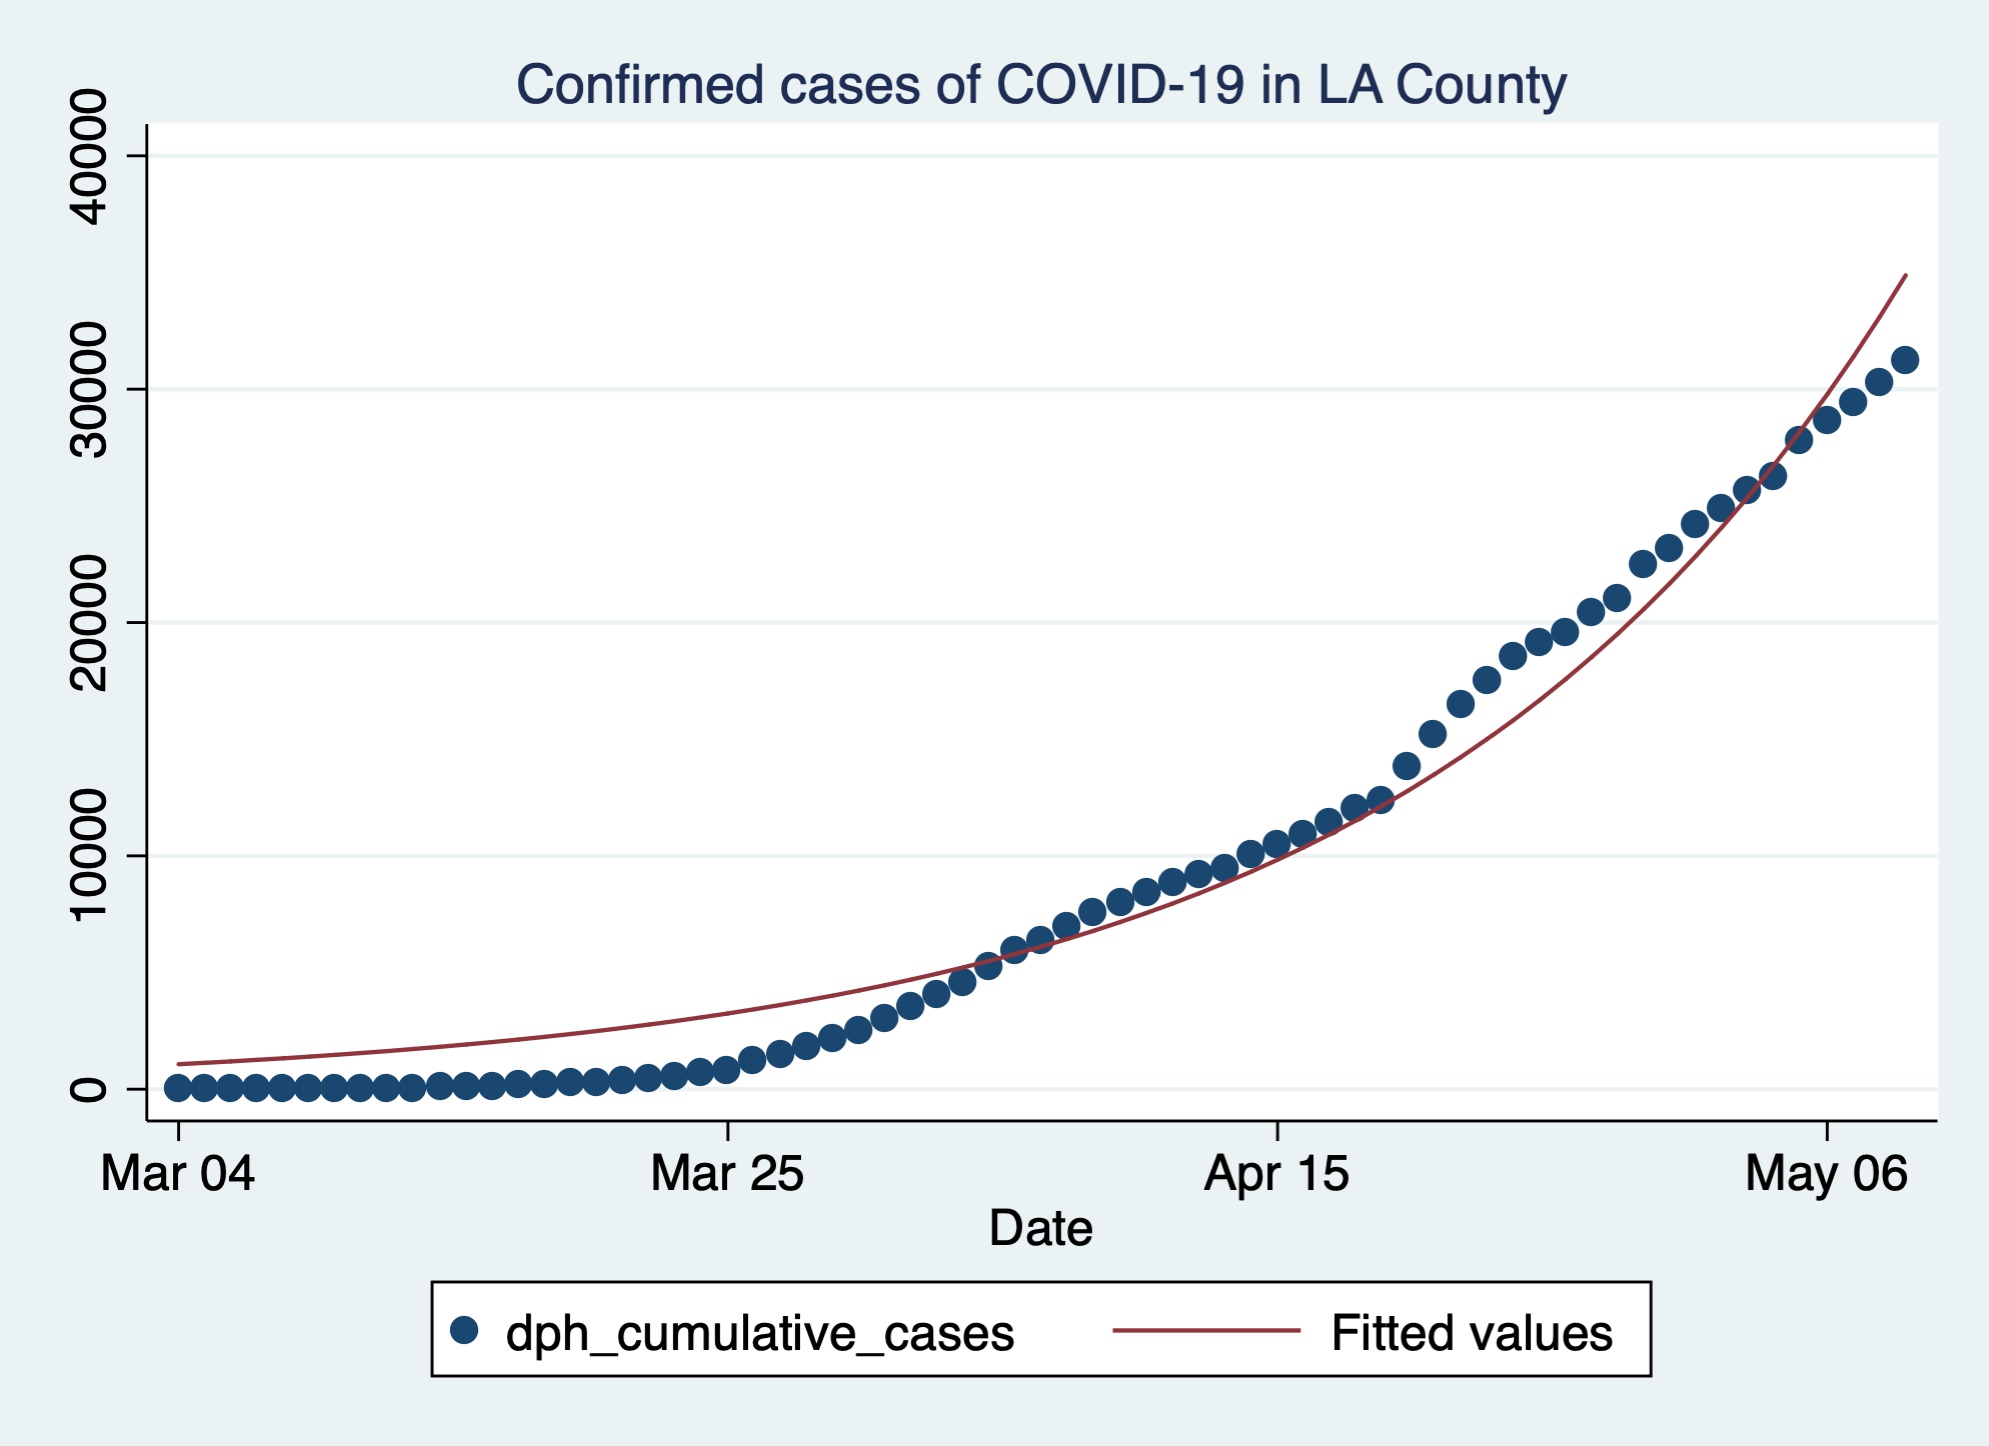 Confirmed cases of COVID-19 in LA County
40000
30000
20000
10000
0
Mar 04 Mar 25 Apr 15 May 06
Date
dph_cumulative_cases Fitted values